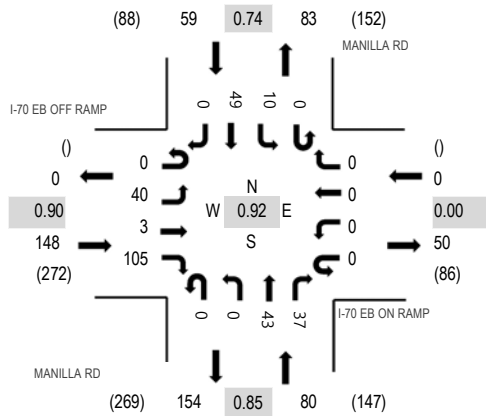 (88) 59 0.74 83 (152)
MANILLA RD
I-70 EB OFF RAMP
0 49 10 0
() 0 0 ()
0 40 0 0
N
0.90 3 W 0.92 E 0 0.00
S
148 105 0 50
(272) (86)
0 0 43 37
I-70 EB ON RAMP
MANILLA RD
(269) 154 0.85 80 (147)